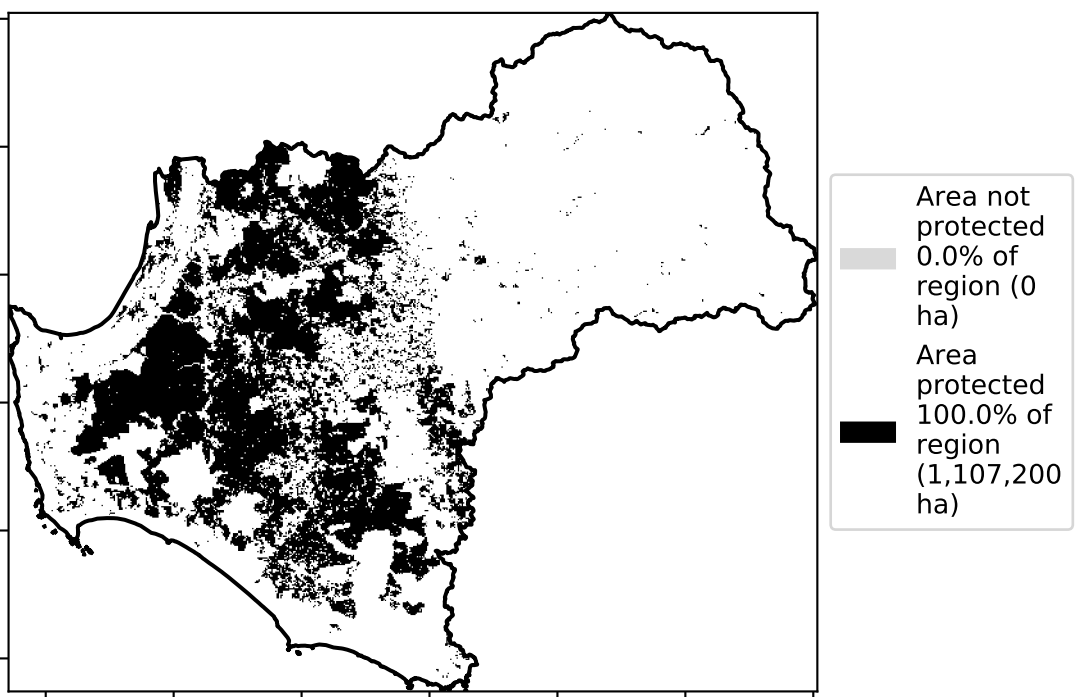 Area not
protected
0.0% of
region (0
ha)
Area
protected
100.0% of
region
(1,107,200
ha)